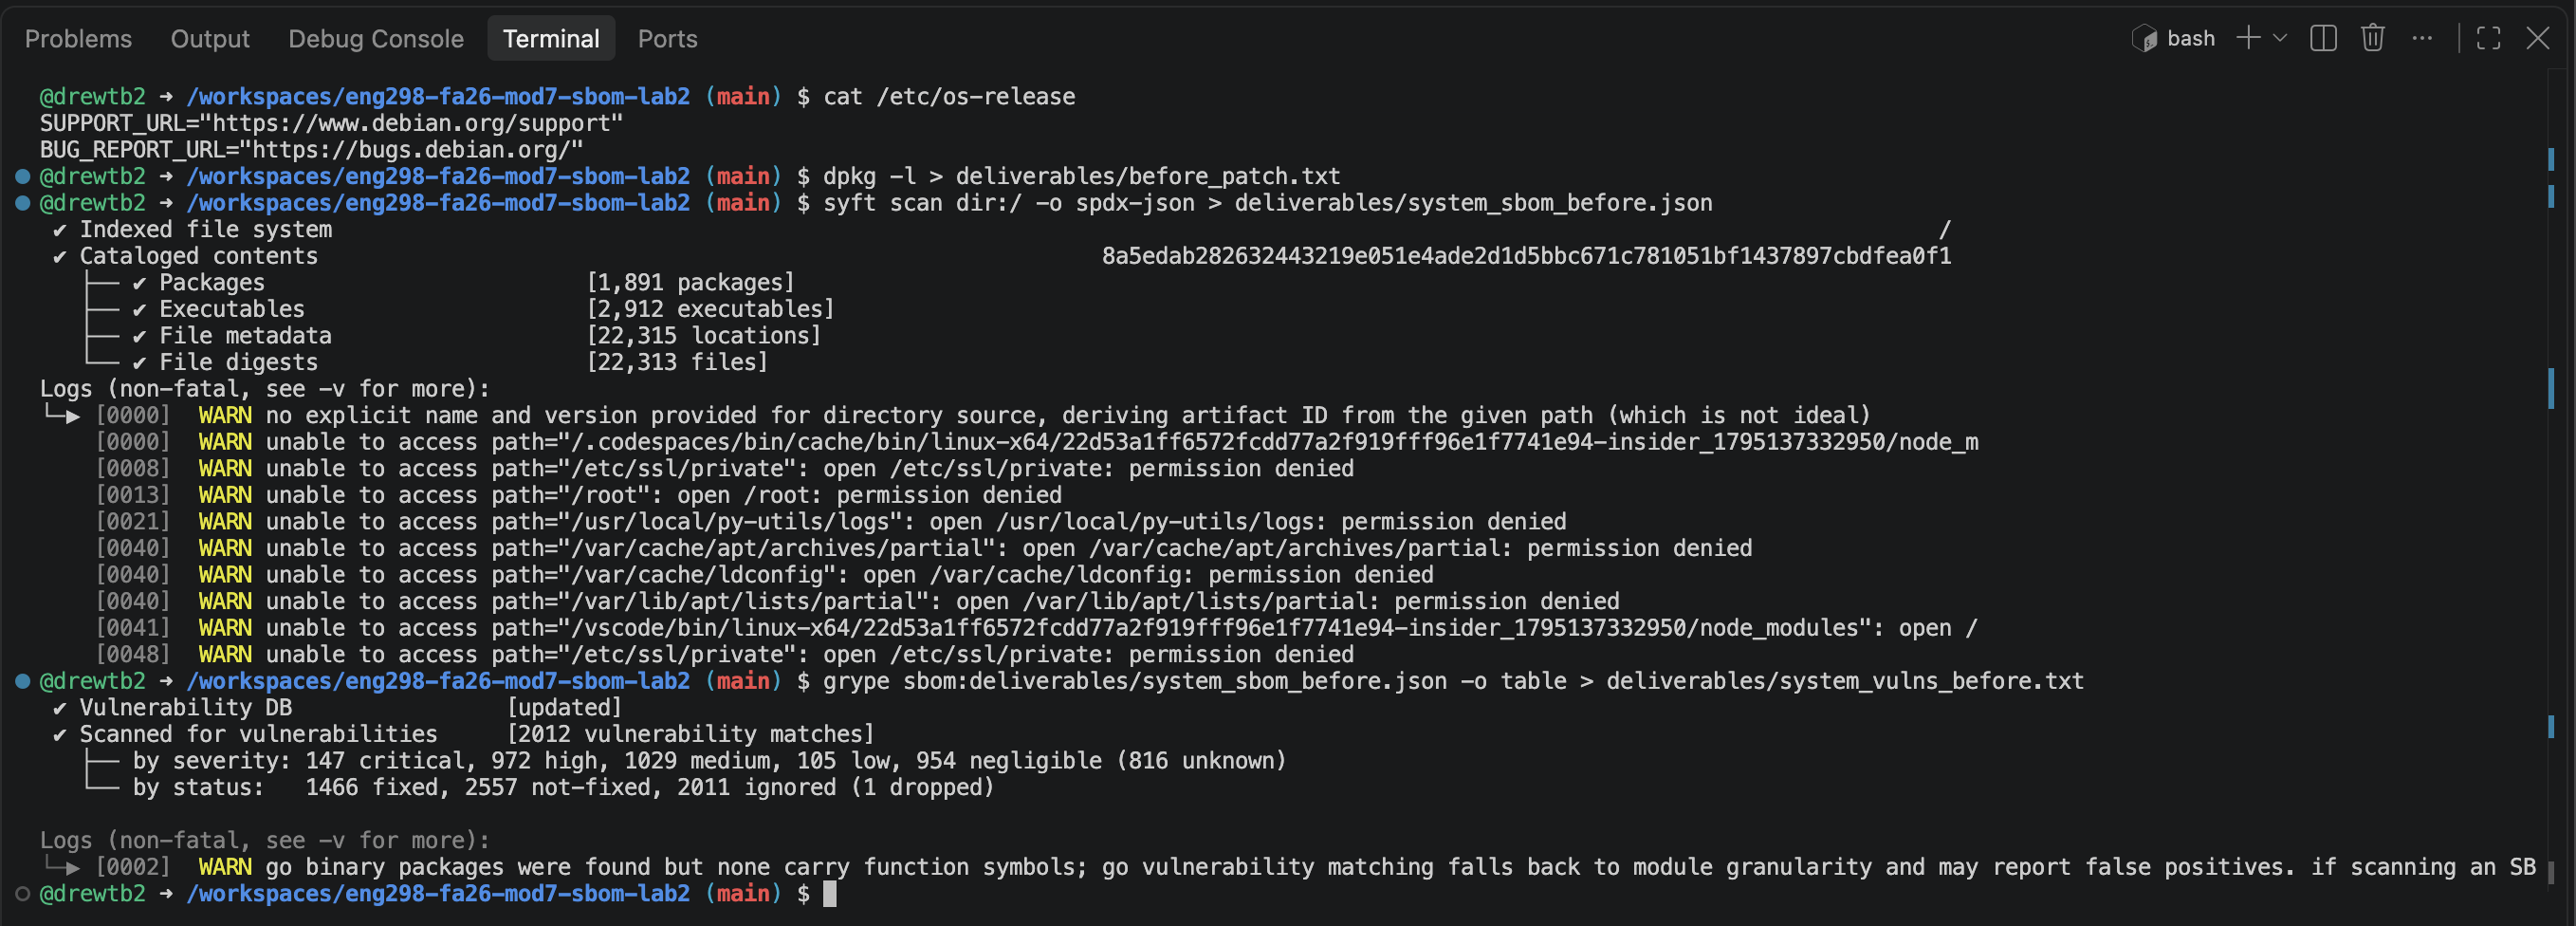 Problems Output Debug Console Terminal Ports bash
@drewtb2 → /workspaces/eng298-fa26-mod7-sbom-lab2 (main) $ cat /etc/os-release
SUPPORT_URL="https://www.debian.org/support"
BUG_REPORT_URL="https://bugs.debian.org/"
@drewtb2 → /workspaces/eng298-fa26-mod7-sbom-lab2 (main) $ dpkg -l > deliverables/before_patch.txt
@drewtb2 → /workspaces/eng298-fa26-mod7-sbom-lab2 (main) $ syft scan dir:/ -o spdx-json > deliverables/system_sbom_before.json
✔ Indexed file system /
✔ Cataloged contents 8a5edab282632443219e051e4ade2d1d5bbc671c781051bf1437897cbdfea0f1
├── ✔ Packages [1,891 packages]
├── ✔ Executables [2,912 executables]
├── ✔ File metadata [22,315 locations]
└── ✔ File digests [22,313 files]
Logs (non-fatal, see -v for more):
└─▶ [0000] WARN no explicit name and version provided for directory source, deriving artifact ID from the given path (which is not ideal)
[0000] WARN unable to access path="/.codespaces/bin/cache/bin/linux-x64/22d53a1ff6572fcdd77a2f919fff96e1f7741e94-insider_1795137332950/node_m
[0008] WARN unable to access path="/etc/ssl/private": open /etc/ssl/private: permission denied
[0013] WARN unable to access path="/root": open /root: permission denied
[0021] WARN unable to access path="/usr/local/py-utils/logs": open /usr/local/py-utils/logs: permission denied
[0040] WARN unable to access path="/var/cache/apt/archives/partial": open /var/cache/apt/archives/partial: permission denied
[0040] WARN unable to access path="/var/cache/ldconfig": open /var/cache/ldconfig: permission denied
[0040] WARN unable to access path="/var/lib/apt/lists/partial": open /var/lib/apt/lists/partial: permission denied
[0041] WARN unable to access path="/vscode/bin/linux-x64/22d53a1ff6572fcdd77a2f919fff96e1f7741e94-insider_1795137332950/node_modules": open /
[0048] WARN unable to access path="/etc/ssl/private": open /etc/ssl/private: permission denied
@drewtb2 → /workspaces/eng298-fa26-mod7-sbom-lab2 (main) $ grype sbom:deliverables/system_sbom_before.json -o table > deliverables/system_vulns_before.txt
✔ Vulnerability DB [updated]
✔ Scanned for vulnerabilities [2012 vulnerability matches]
├── by severity: 147 critical, 972 high, 1029 medium, 105 low, 954 negligible (816 unknown)
└── by status: 1466 fixed, 2557 not-fixed, 2011 ignored (1 dropped)
Logs (non-fatal, see -v for more):
└─▶ [0002] WARN go binary packages were found but none carry function symbols; go vulnerability matching falls back to module granularity and may report false positives. if scanning an SB
@drewtb2 → /workspaces/eng298-fa26-mod7-sbom-lab2 (main) $